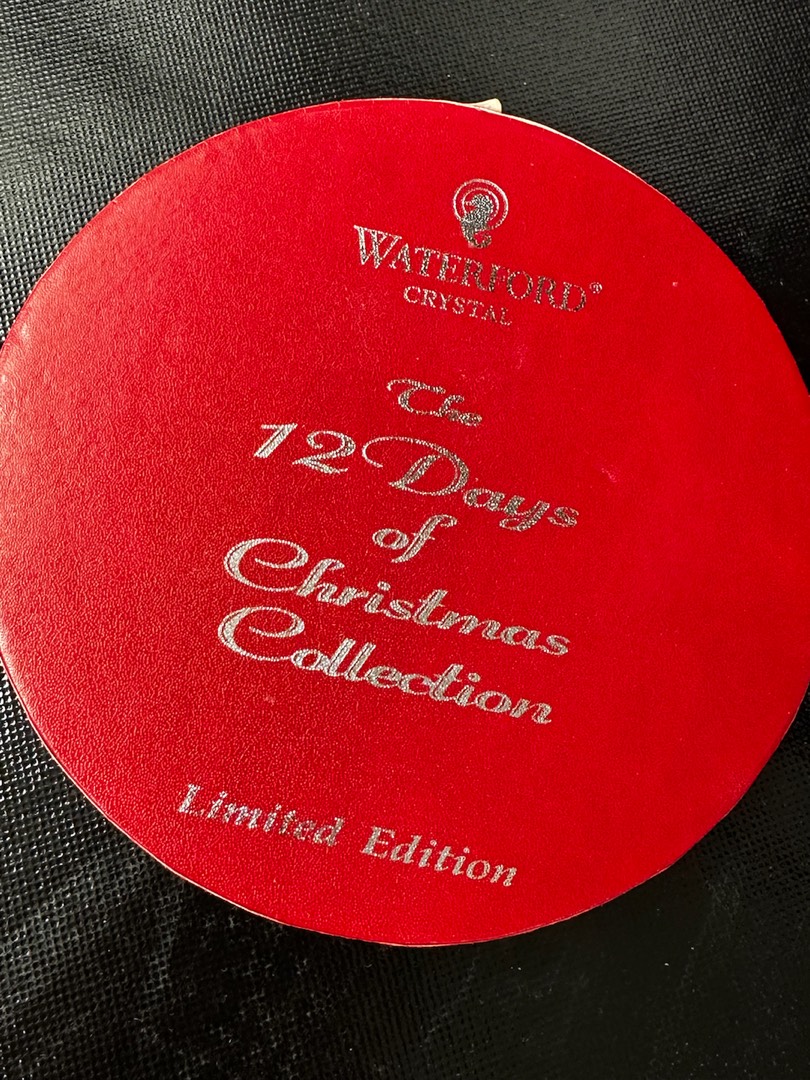 WATERFORD®
CRYSTAL
The
12 Days
of
Christmas
Collection
Limited Edition